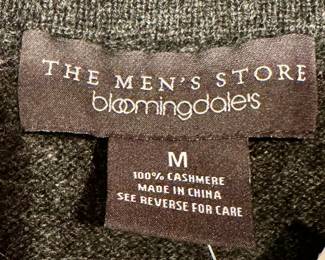 THE MEN'S STORE
bloomingdale's
M
100% CASHMERE
MADE IN CHINA
SEE REVERSE FOR CARE